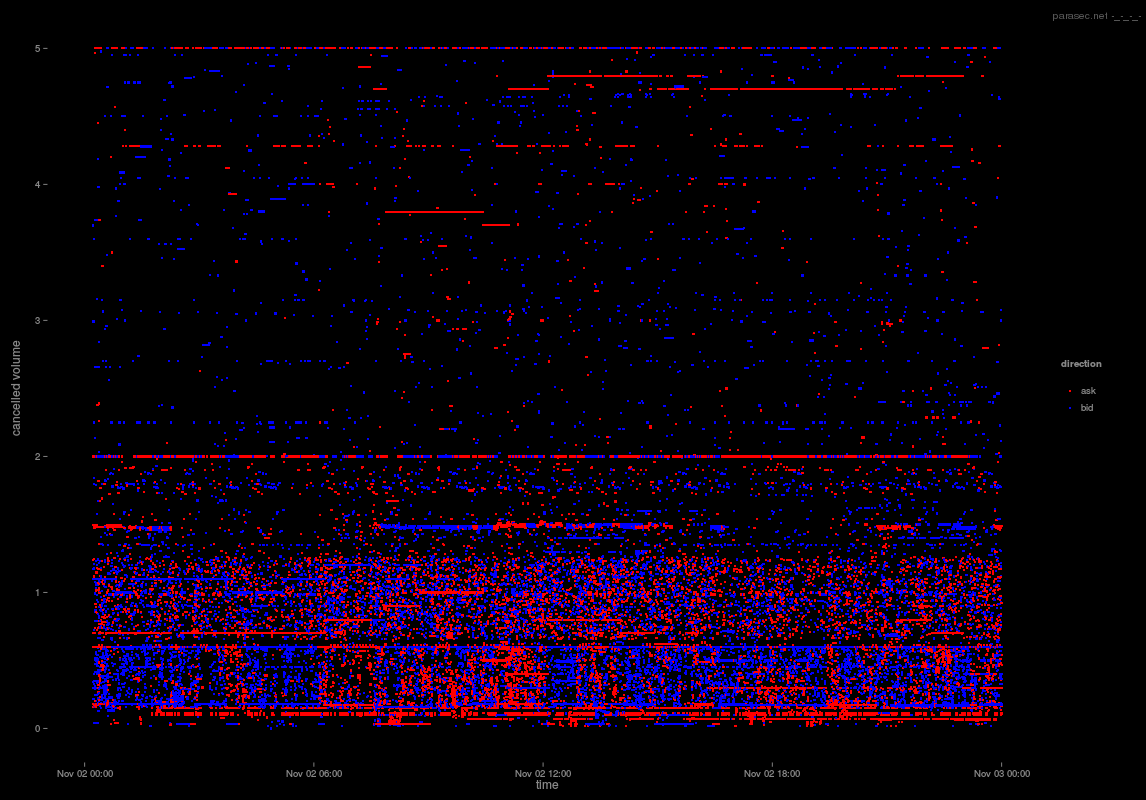 parasec.net -_-_-_-
5
4
3
2
1
0
cancelled volume
Nov 02 00:00
Nov 02 06:00
Nov 02 12:00
Nov 02 18:00
Nov 03 00:00
time
direction
ask
bid